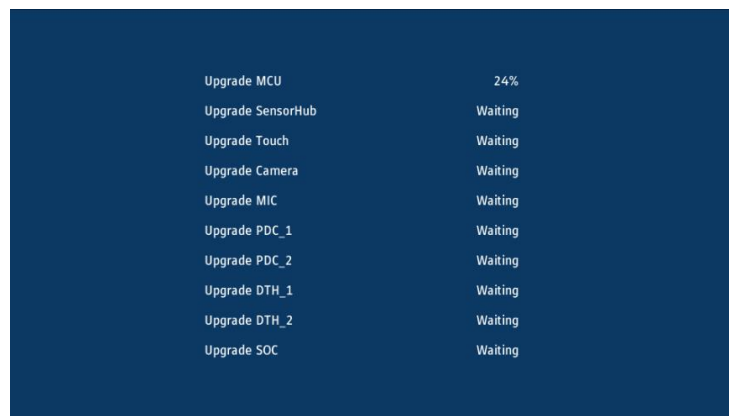 Upgrade MCU 24%
Upgrade SensorHub Waiting
Upgrade Touch Waiting
Upgrade Camera Waiting
Upgrade MIC Waiting
Upgrade PDC_1 Waiting
Upgrade PDC_2 Waiting
Upgrade DTH_1 Waiting
Upgrade DTH_2 Waiting
Upgrade SOC Waiting